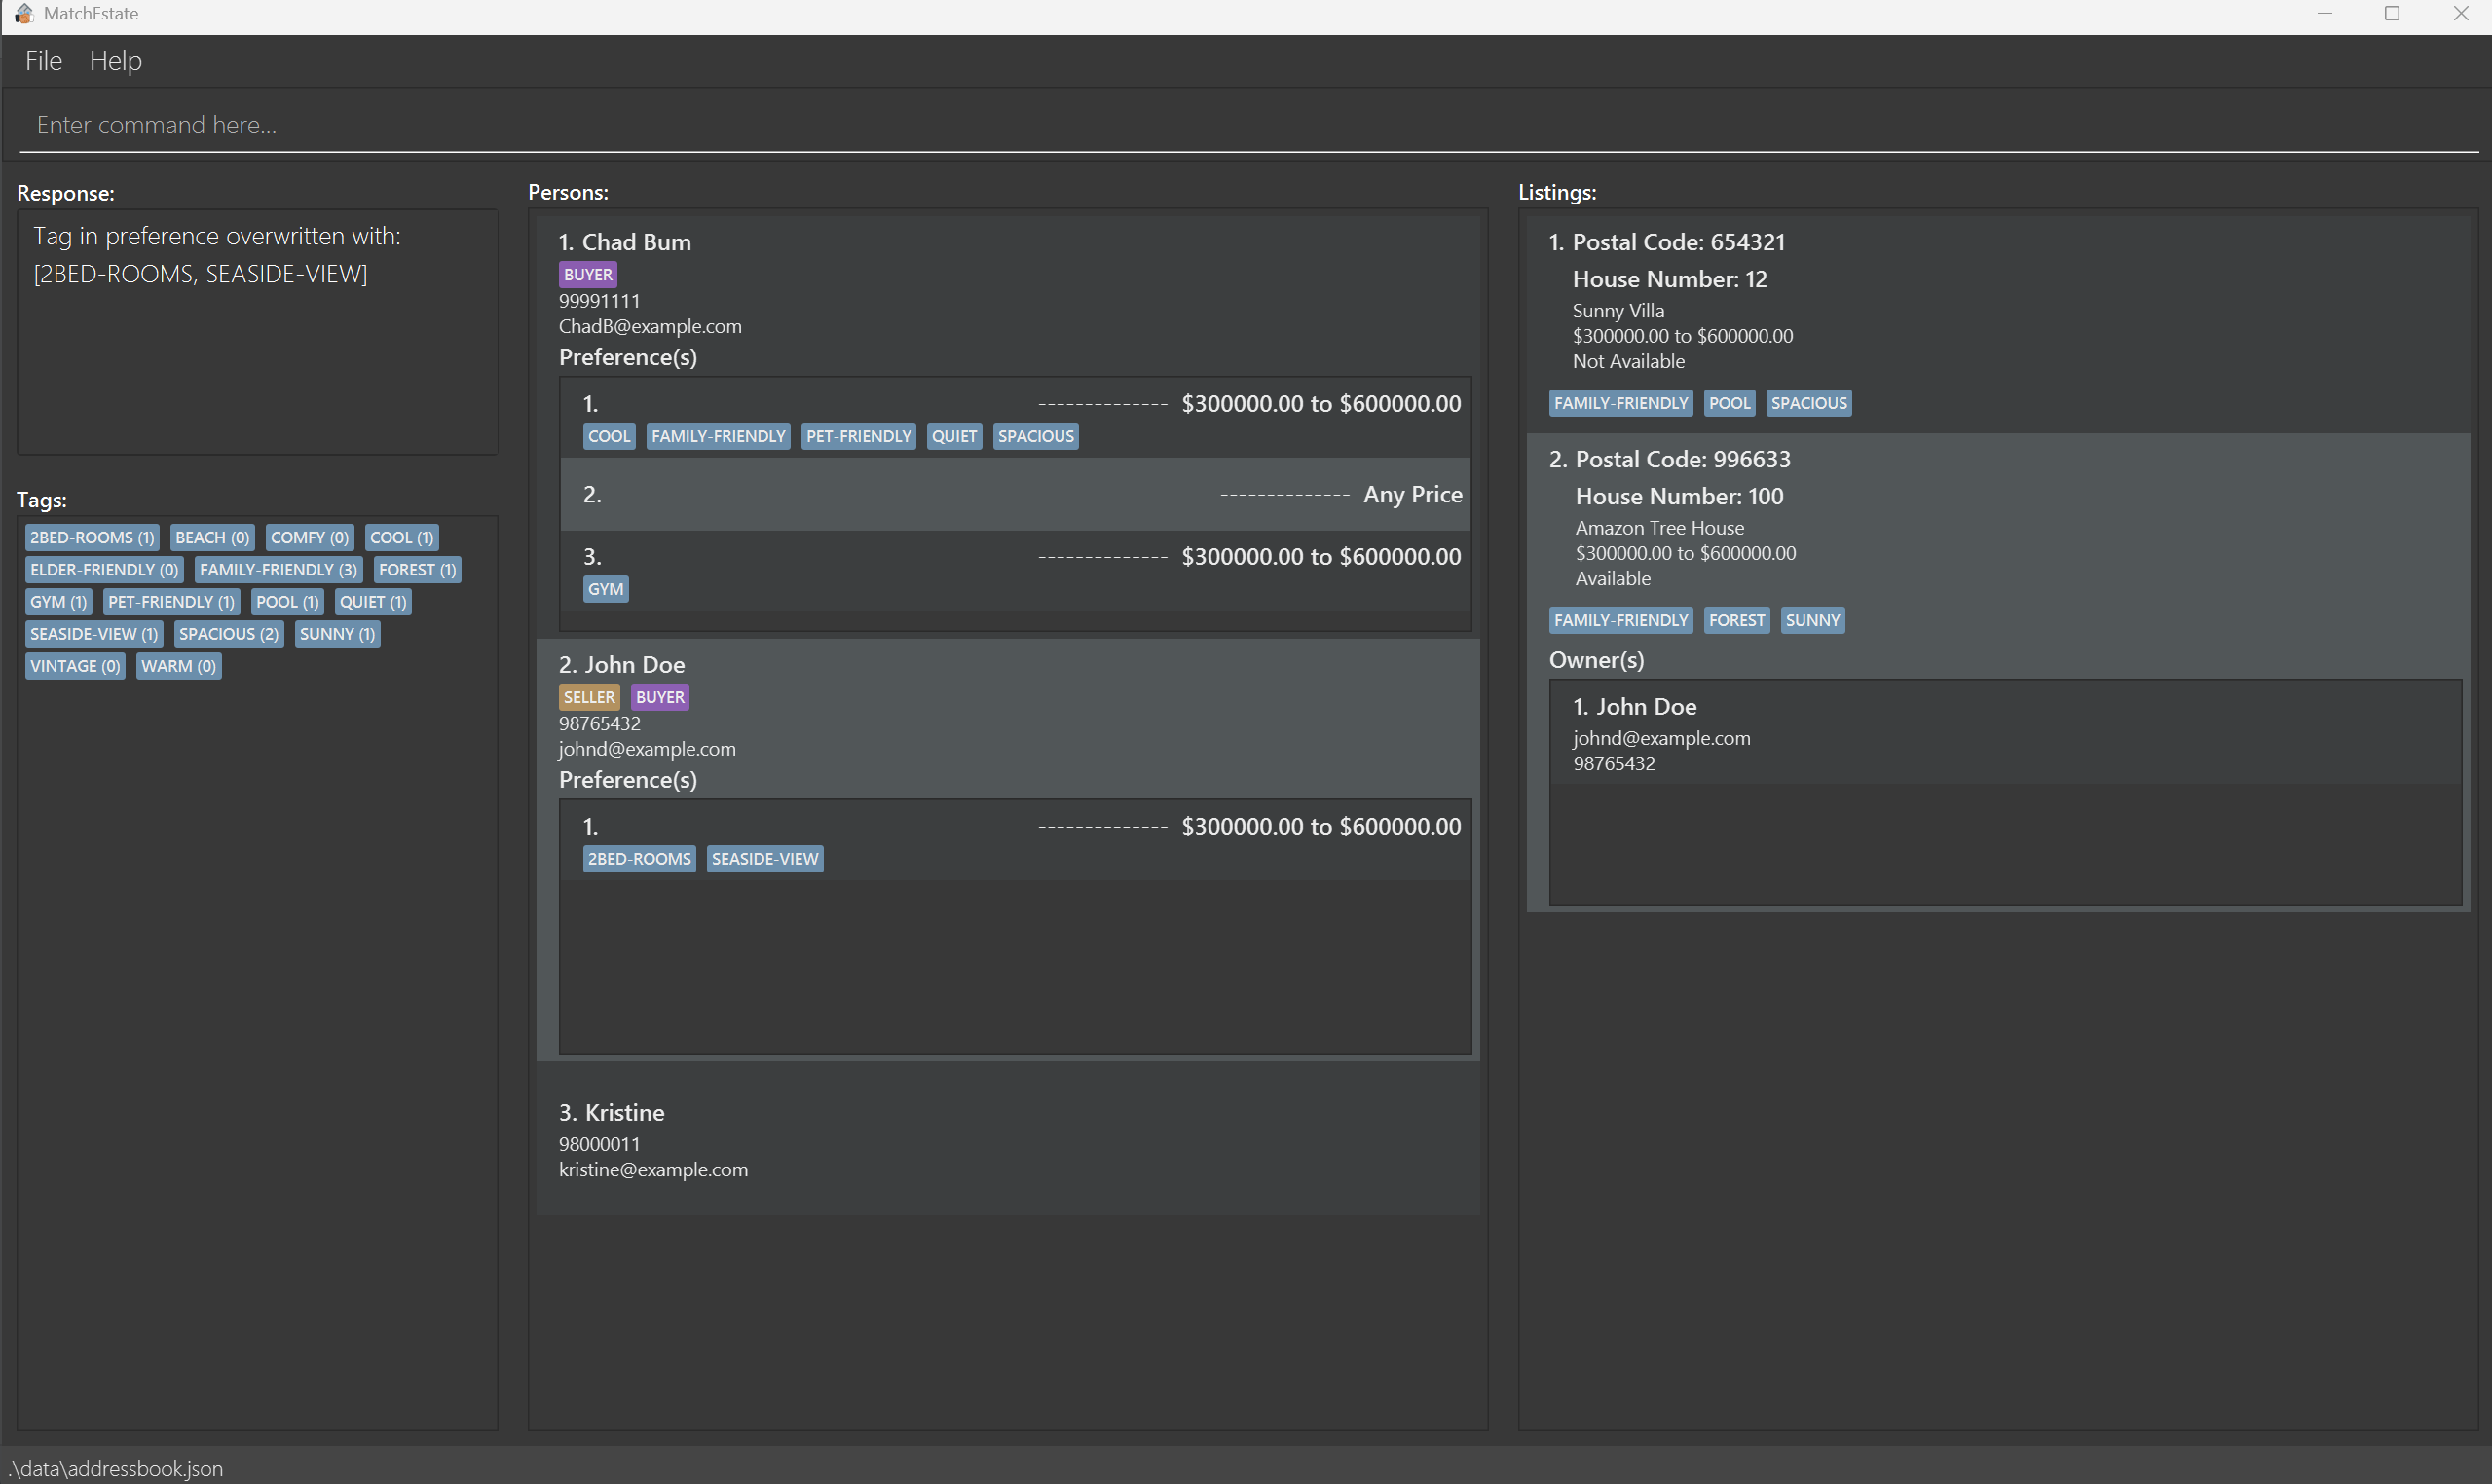 MatchEstate
File Help
Enter command here...
Response:
Tag in preference overwritten with:
[2BED-ROOMS, SEASIDE-VIEW]
Tags:
2BED-ROOMS (1) BEACH (0) COMFY (0) COOL (1)
ELDER-FRIENDLY (0) FAMILY-FRIENDLY (3) FOREST (1)
GYM (1) PET-FRIENDLY (1) POOL (1) QUIET (1)
SEASIDE-VIEW (1) SPACIOUS (2) SUNNY (1)
VINTAGE (0) WARM (0)
Persons:
1. Chad Bum
BUYER
99991111
ChadB@example.com
Preference(s)
1. -------------- $300000.00 to $600000.00
COOL FAMILY-FRIENDLY PET-FRIENDLY QUIET SPACIOUS
2. -------------- Any Price
3. -------------- $300000.00 to $600000.00
GYM
2. John Doe
SELLER BUYER
98765432
johnd@example.com
Preference(s)
1. -------------- $300000.00 to $600000.00
2BED-ROOMS SEASIDE-VIEW
3. Kristine
98000011
kristine@example.com
Listings:
1. Postal Code: 654321
House Number: 12
Sunny Villa
$300000.00 to $600000.00
Not Available
FAMILY-FRIENDLY POOL SPACIOUS
2. Postal Code: 996633
House Number: 100
Amazon Tree House
$300000.00 to $600000.00
Available
FAMILY-FRIENDLY FOREST SUNNY
Owner(s)
1. John Doe
johnd@example.com
98765432
.\data\addressbook.json